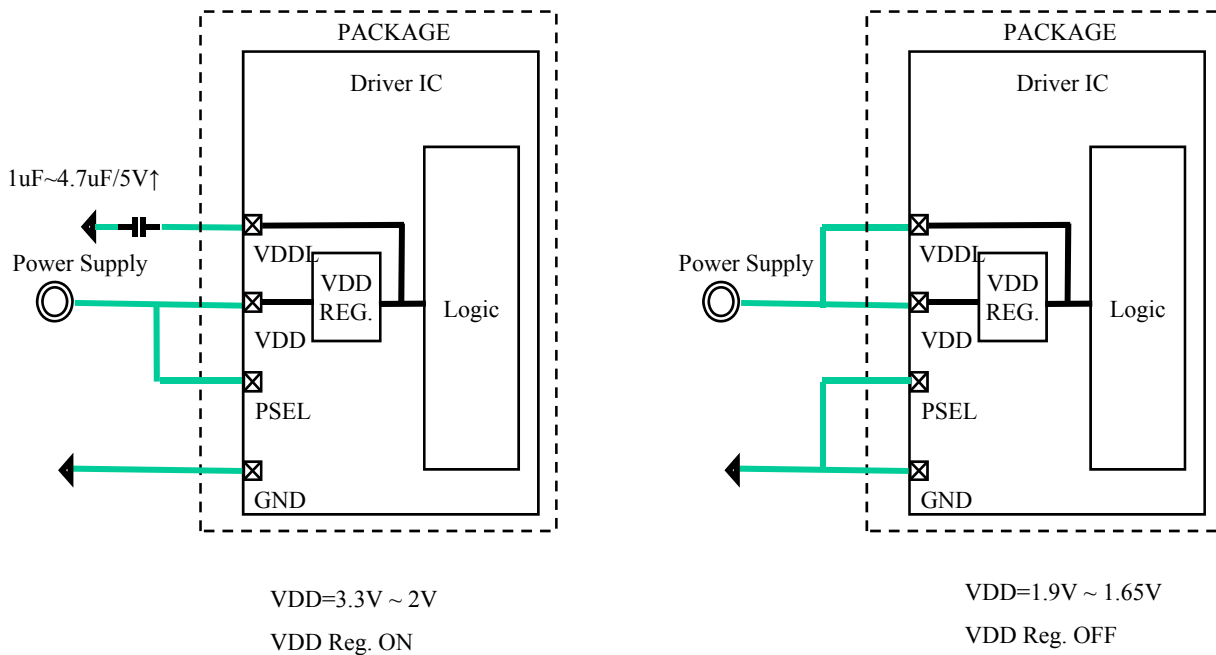 PACKAGE
Driver IC
1uF~4.7uF/5V↑
VDDL
Power Supply
VDD
REG.
Logic
VDD
PSEL
GND
VDD=3.3V ~ 2V
VDD Reg. ON
PACKAGE
Driver IC
VDDL
Power Supply
VDD
REG.
Logic
VDD
PSEL
GND
VDD=1.9V ~ 1.65V
VDD Reg. OFF